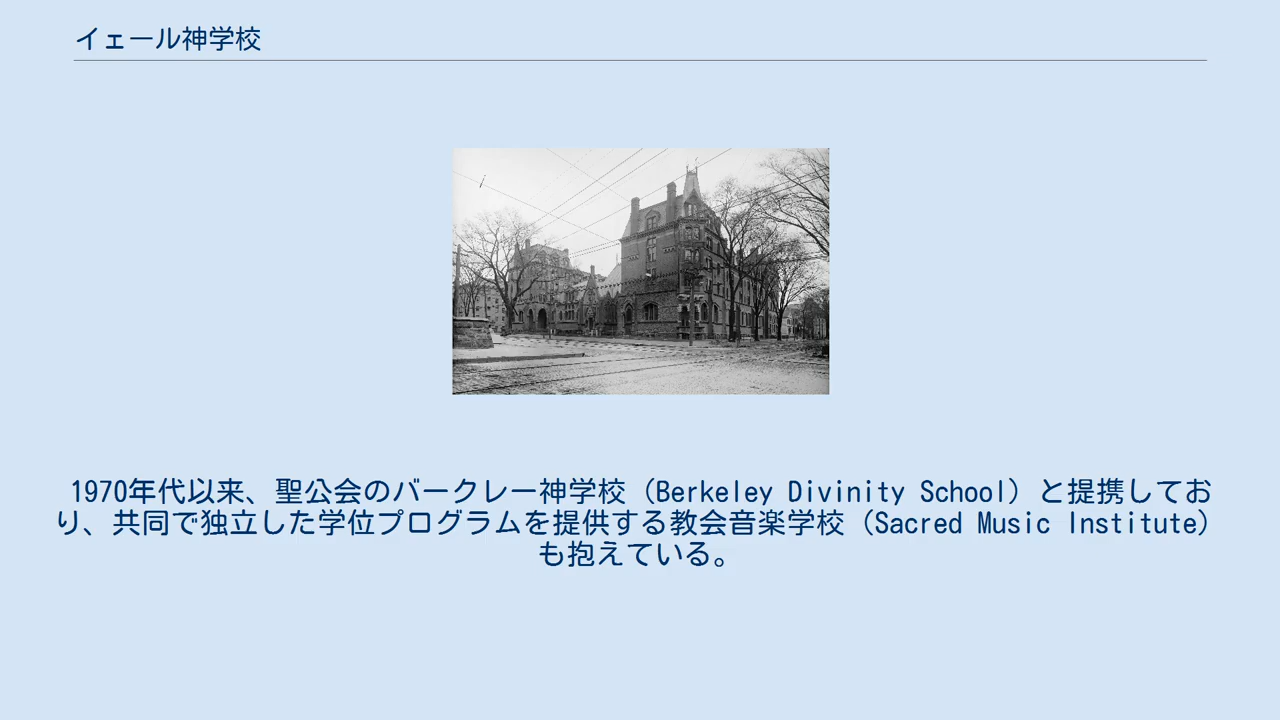 イェール神学校
1970年代以来、聖公会のバークレー神学校（Berkeley Divinity School）と提携してお
り、共同で独立した学位プログラムを提供する教会音楽学校（Sacred Music Institute）
も抱えている。